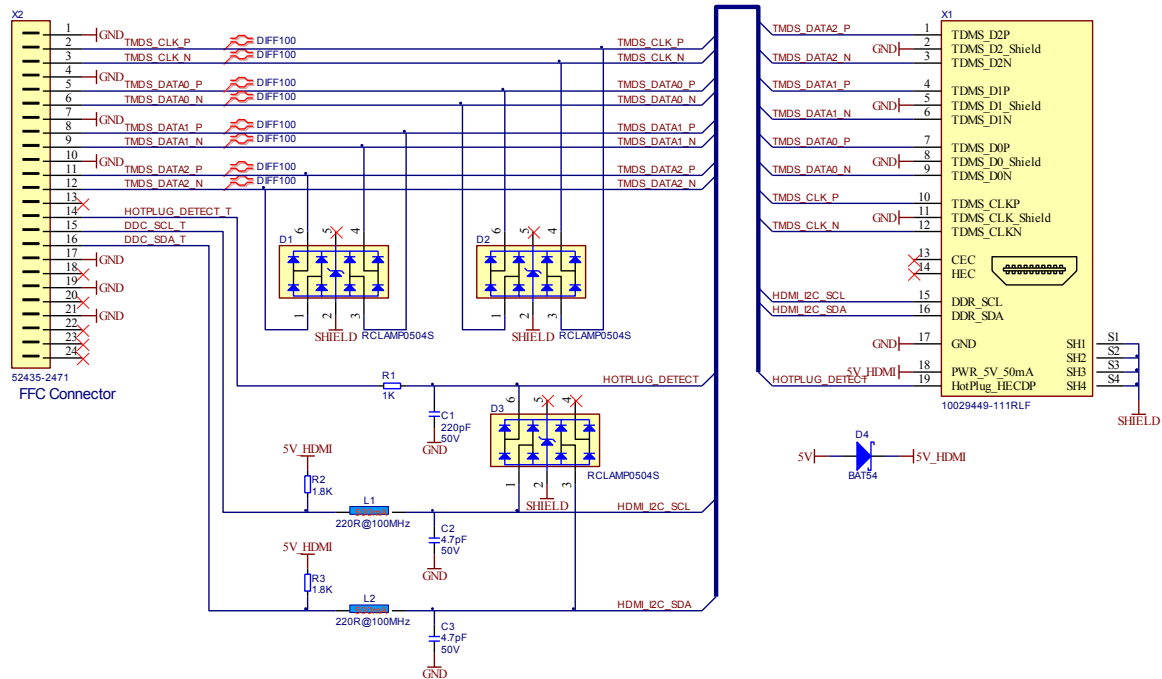 X2
1
GND
2
TMDS_CLK_P
DIFF100
TMDS_CLK_P
3
TMDS_CLK_N
DIFF100
TMDS_CLK_N
4
GND
5
TMDS_DATA0_P
DIFF100
TMDS_DATA0_P
6
TMDS_DATA0_N
DIFF100
TMDS_DATA0_N
7
GND
8
TMDS_DATA1_P
DIFF100
TMDS_DATA1_P
9
TMDS_DATA1_N
DIFF100
TMDS_DATA1_N
10
GND
11
TMDS_DATA2_P
DIFF100
TMDS_DATA2_P
12
TMDS_DATA2_N
DIFF100
TMDS_DATA2_N
13
14
HOTPLUG_DETECT_T
15
DDC_SCL_T
16
DDC_SDA_T
17
GND
18
19
GND
20
21
GND
22
23
24
52435-2471
FFC Connector
D1
6
5
4
1
2
3
SHIELD
RCLAMP0504S
D2
6
5
4
1
2
3
SHIELD
RCLAMP0504S
R1
1K
HOTPLUG_DETECT
C1
220pF
50V
GND
D3
6
5
4
1
2
3
SHIELD
RCLAMP0504S
5V_HDMI
R2
1.8K
L1
220R@100MHz
HDMI_I2C_SCL
C2
4.7pF
50V
GND
5V_HDMI
R3
1.8K
L2
220R@100MHz
HDMI_I2C_SDA
C3
4.7pF
50V
GND
X1
TMDS_DATA2_P
1
TDMS_D2P
GND
2
TDMS_D2_Shield
TMDS_DATA2_N
3
TDMS_D2N
TMDS_DATA1_P
4
TDMS_D1P
GND
5
TDMS_D1_Shield
TMDS_DATA1_N
6
TDMS_D1N
TMDS_DATA0_P
7
TDMS_D0P
GND
8
TDMS_D0_Shield
TMDS_DATA0_N
9
TDMS_D0N
TMDS_CLK_P
10
TDMS_CLKP
GND
11
TDMS_CLK_Shield
TMDS_CLK_N
12
TDMS_CLKN
13
CEC
14
HEC
HDMI_I2C_SCL
15
DDR_SCL
HDMI_I2C_SDA
16
DDR_SDA
GND
17
GND
SH1
S1
SH2
S2
5V_HDMI
18
PWR_5V_50mA
SH3
S3
HOTPLUG_DETECT
19
HotPlug_HECDP
SH4
S4
10029449-111RLF
SHIELD
D4
5V
5V_HDMI
BAT54